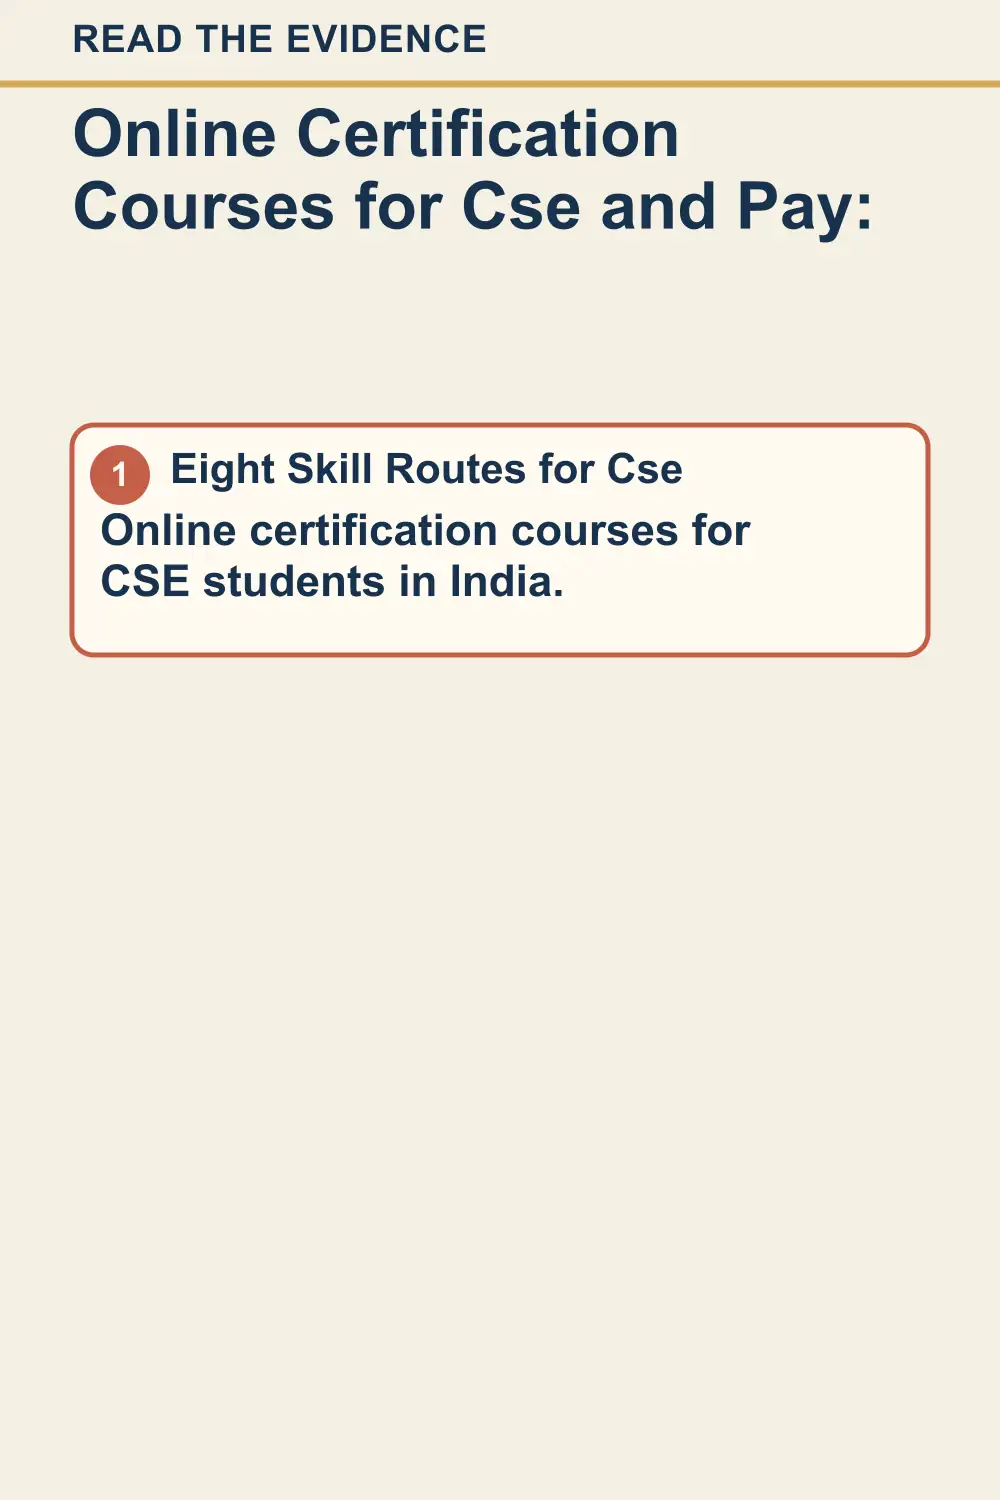 READ THE EVIDENCE
Online Certification
Courses for Cse and Pay:
1 Eight Skill Routes for Cse
Online certification courses for
CSE students in India.